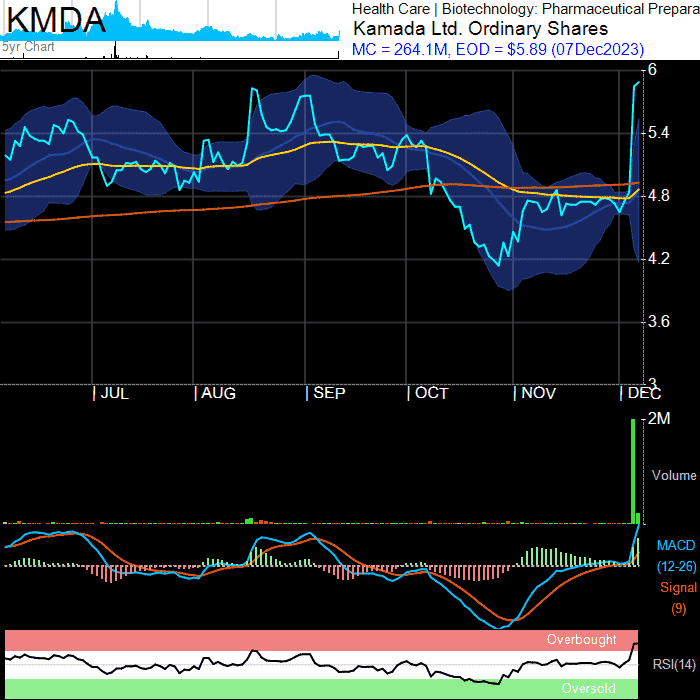 KMDA
5yr Chart
Health Care | Biotechnology: Pharmaceutical Prepara
Kamada Ltd. Ordinary Shares
MC = 264.1M, EOD = $5.89 (07Dec2023)
6
5.4
4.8
4.2
3.6
3
| JUL | AUG | SEP | OCT | NOV | DEC
2M
Volume
MACD
(12-26)
Signal
(9)
Overbought
RSI(14)
Oversold